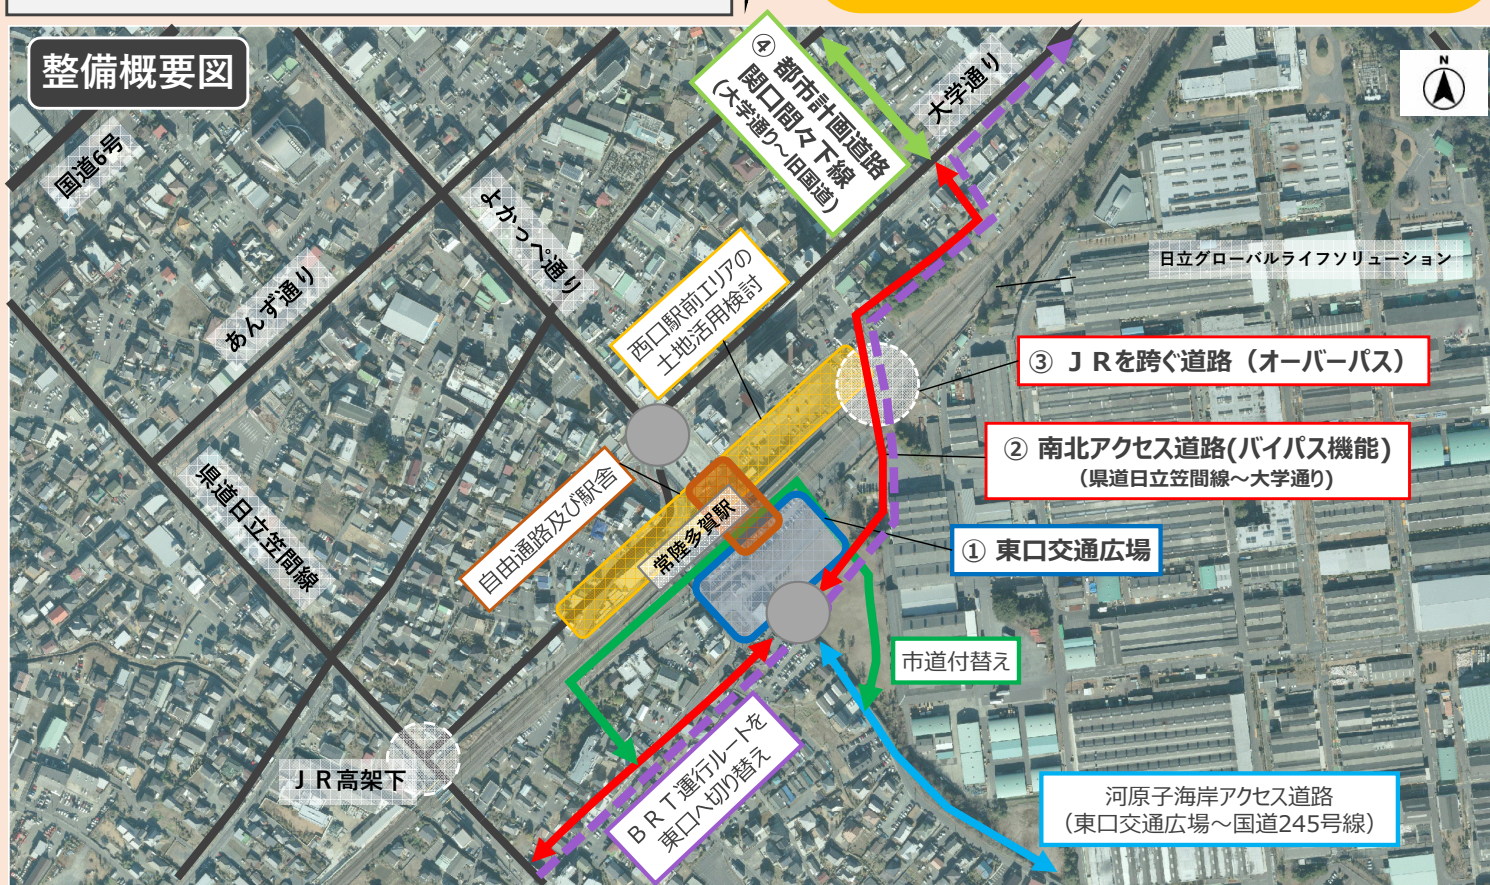 整備概要図
N
国道6号
よかっぺ通り
あんず通り
県道日立笠間線
大学通り
④ 都市計画道路
関口間々下線
(大学通り～旧国道)
西口駅前エリアの
土地活用検討
日立グローバルライフソリューション
③ ＪＲを跨ぐ道路（オーバーパス）
② 南北アクセス道路(バイパス機能)
(県道日立笠間線～大学通り)
① 東口交通広場
自由通路及び駅舎
常陸多賀駅
市道付替え
ＪＲ高架下
ＢＲＴ運行ルートを
東口へ切り替え
河原子海岸アクセス道路
（東口交通広場～国道245号線）